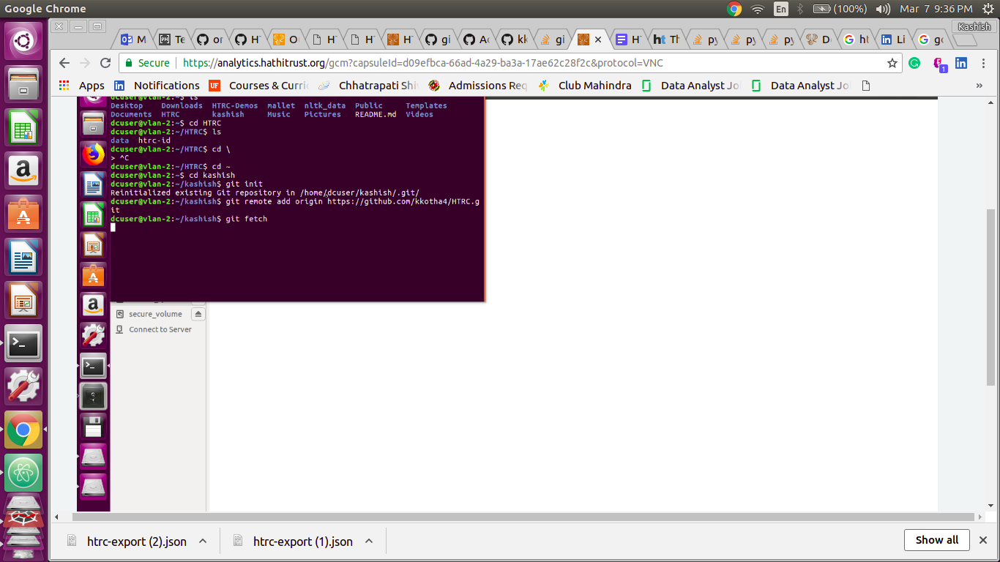 Google Chrome
En
(100%)
Mar 7 9:36 PM
Kashish
M
Te
or
H
O
H
H
H
gi
Ac
kk
gi
H
Th
py
py
py
D
ht
Li
gc
Secure
https://analytics.hathitrust.org/gcm?capsuleId=d09efbca-66ad-4a29-ba3a-17ae62c28f2c&protocol=VNC
1
Apps
Notifications
Courses & Curric
Chhatrapati Shiv
Admissions Req
Club Mahindra
Data Analyst Jo
Data Analyst Jo
»
dcuser@vlan-2:~$ ls
Desktop Downloads HTRC-Demos mallet nltk_data Public Templates
Documents HTRC kashish Music Pictures README.md Videos
dcuser@vlan-2:~$ cd HTRC
dcuser@vlan-2:~/HTRC$ ls
data htrc-id
dcuser@vlan-2:~/HTRC$ cd \
> ^C
dcuser@vlan-2:~/HTRC$ cd ~
dcuser@vlan-2:~$ cd kashish
dcuser@vlan-2:~/kashish$ git init
Reinitialized existing Git repository in /home/dcuser/kashish/.git/
dcuser@vlan-2:~/kashish$ git remote add origin https://github.com/kkotha4/HTRC.g
it
dcuser@vlan-2:~/kashish$ git fetch
secure_volume
Connect to Server
htrc-export (2).json
htrc-export (1).json
Show all